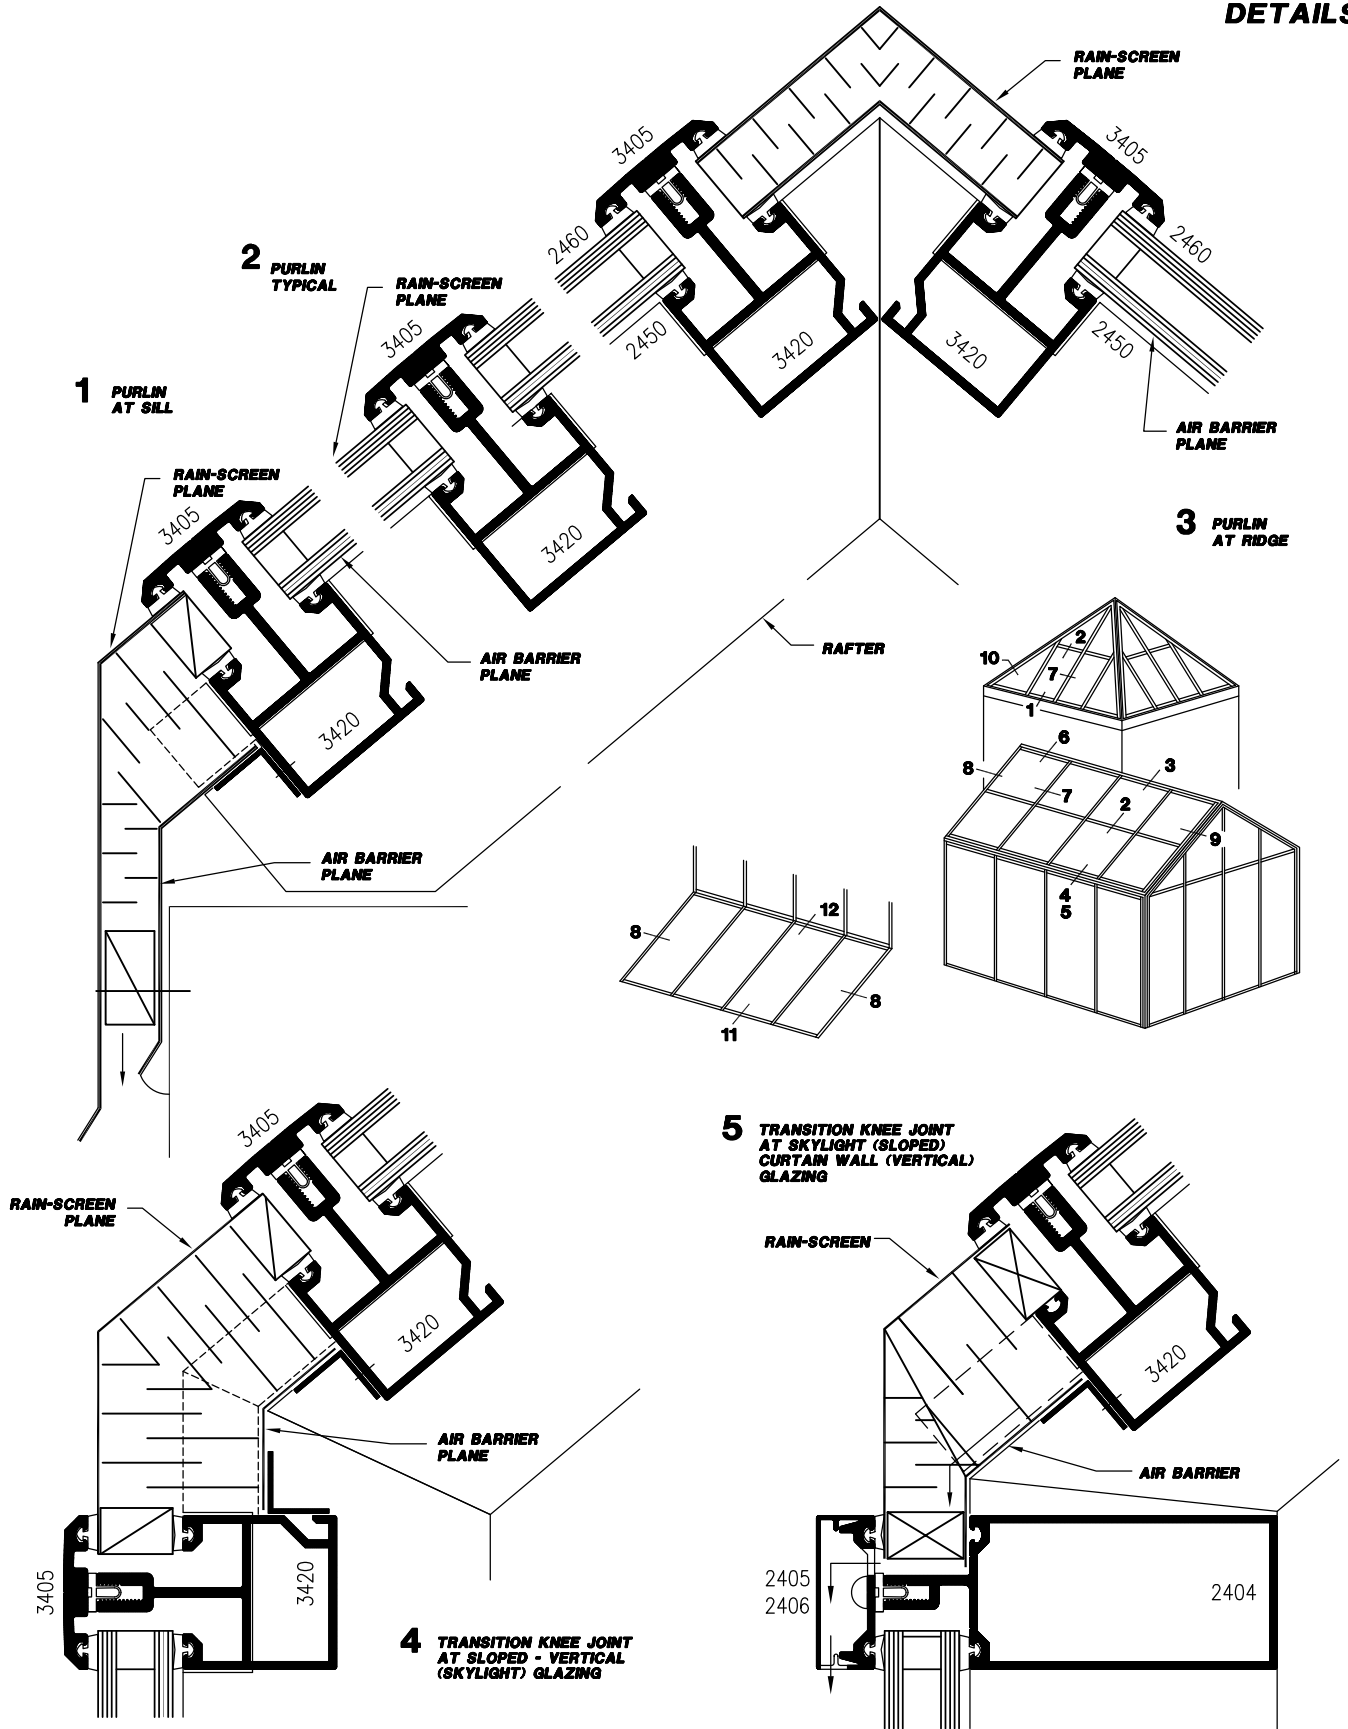 DETAILS
RAIN-SCREEN
PLANE
3405
3405
2460
2460
2
PURLIN
TYPICAL
RAIN-SCREEN
PLANE
3405
2450
3420
3420
2450
1
PURLIN
AT SILL
AIR BARRIER
PLANE
RAIN-SCREEN
PLANE
3405
3420
3
PURLIN
AT RIDGE
AIR BARRIER
PLANE
RAFTER
3420
2
10
7
1
6
8
3
7
2
9
4
5
AIR BARRIER
PLANE
12
8
8
11
3405
5
TRANSITION KNEE JOINT
AT SKYLIGHT (SLOPED)
CURTAIN WALL (VERTICAL)
GLAZING
RAIN-SCREEN
PLANE
RAIN-SCREEN
3420
3420
AIR BARRIER
PLANE
AIR BARRIER
3405
3420
2405
2406
2404
4
TRANSITION KNEE JOINT
AT SLOPED - VERTICAL
(SKYLIGHT) GLAZING